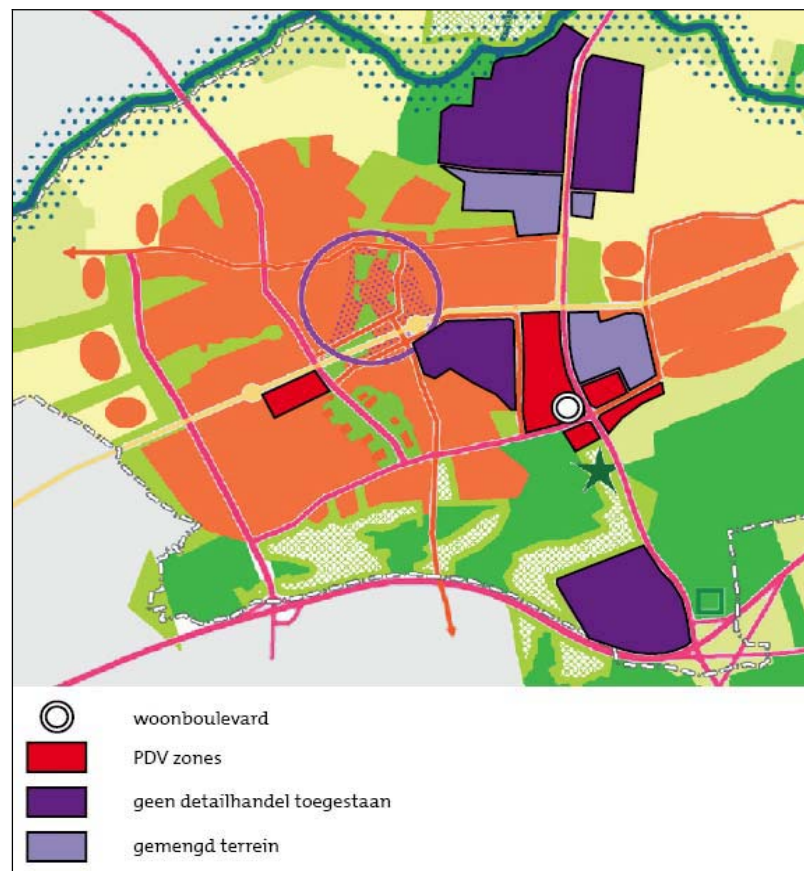 woonboulevard
PDV zones
geen detailhandel toegestaan
gemengd terrein